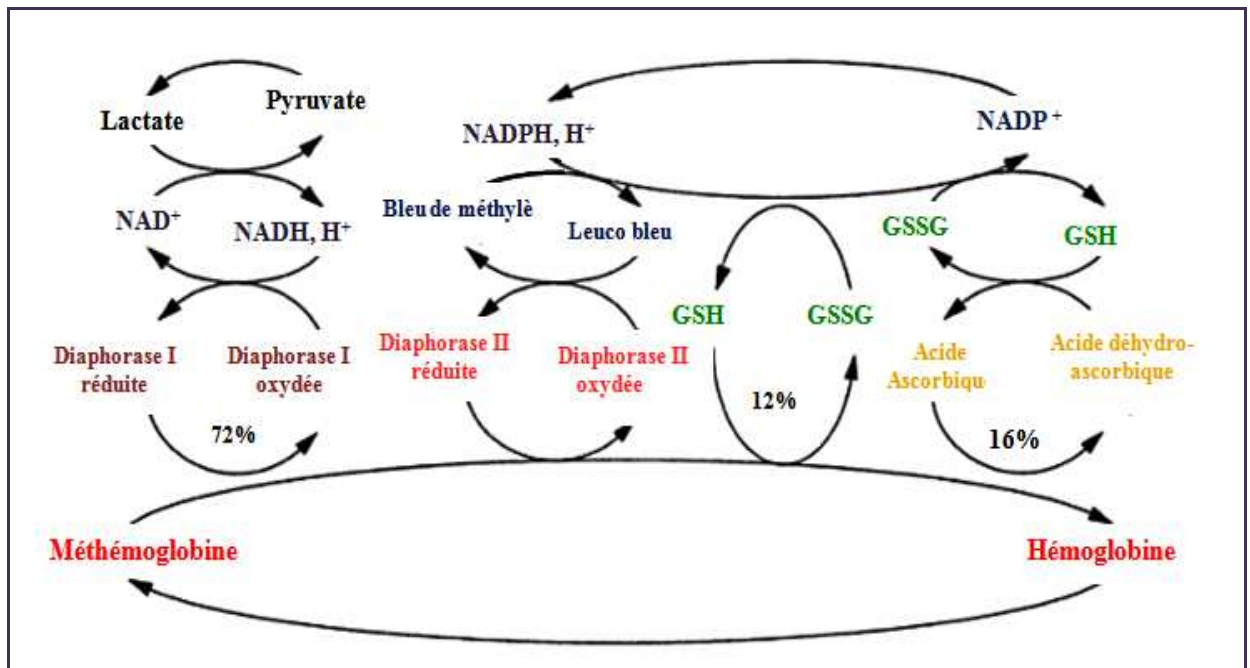 Pyruvate
Lactate
NADPH, H⁺
NADP ⁺
NAD⁺
NADH, H⁺
Bleu de méthylè
Leuco bleu
GSSG
GSH
GSH
GSSG
Diaphorase I
réduite
Diaphorase I
oxydée
Diaphorase II
réduite
Diaphorase II
oxydée
Acide
Ascorbiqu
Acide déhydro-
ascorbique
72%
12%
16%
Méthémoglobine
Hémoglobine